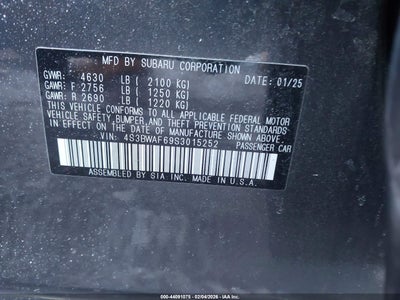 MFD BY SUBARU CORPORATION
GVWR: 4630 LB ( 2100 KG) DATE: 01/25
GAWR: F 2756 LB ( 1250 KG)
GAWR: R 2690 LB ( 1220 KG)
THIS VEHICLE CONFORMS TO ALL APPLICABLE FEDERAL MOTOR
VEHICLE SAFETY, BUMPER, AND THEFT PREVENTION STANDARDS
IN EFFECT ON THE DATE OF MANUFACTURE SHOWN ABOVE.
VIN: 4S3BWAF69S3015252 PASSENGER CAR
ASSEMBLED BY SIA INC. MADE IN U.S.A.
000-44091075 - 02/04/2026 - IAA